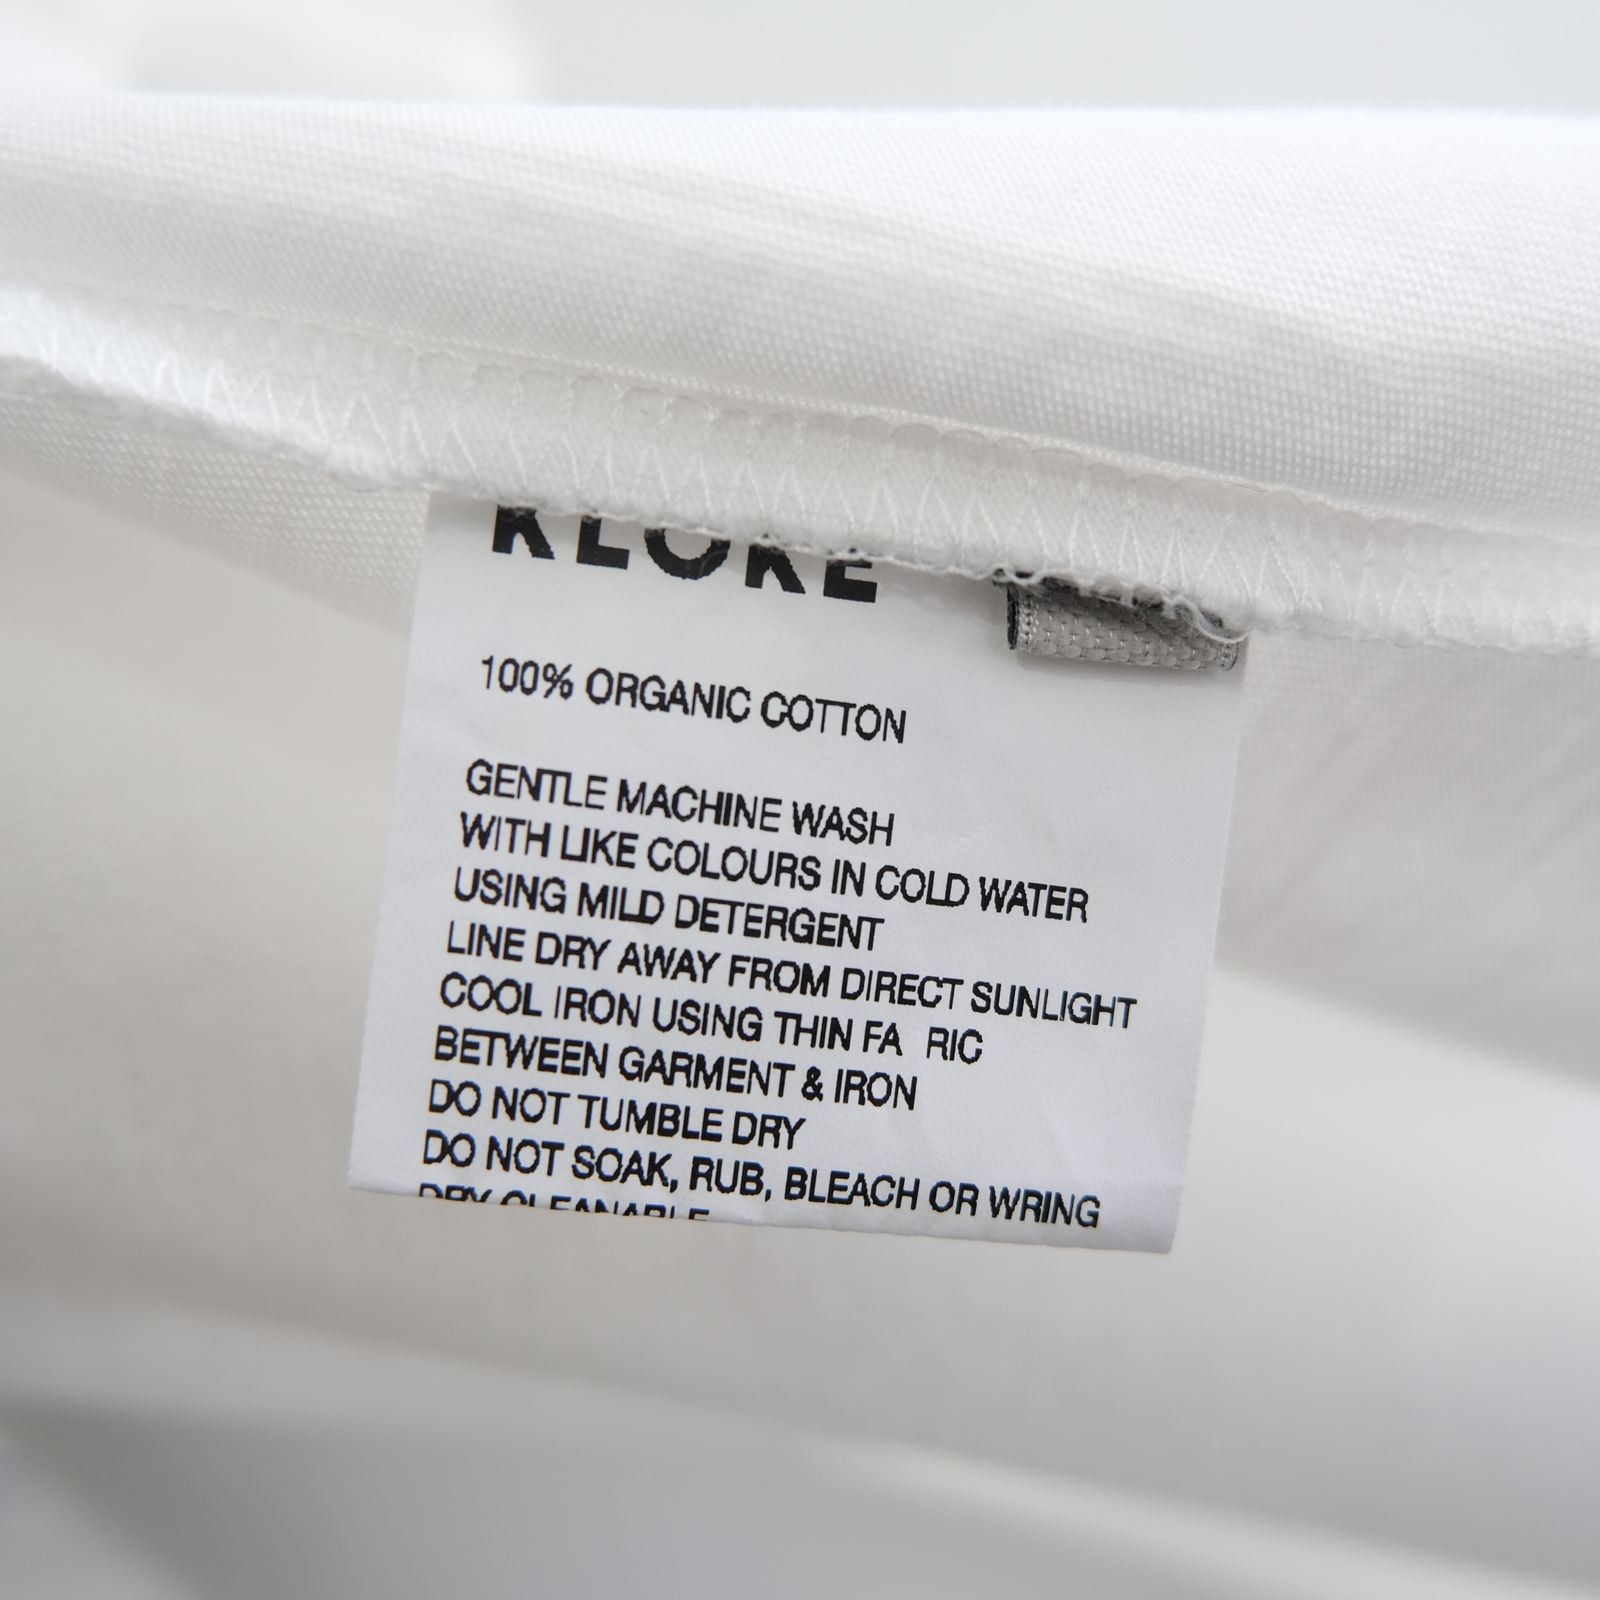 KLOKE
100% ORGANIC COTTON
GENTLE MACHINE WASH
WITH LIKE COLOURS IN COLD WATER
USING MILD DETERGENT
LINE DRY AWAY FROM DIRECT SUNLIGHT
COOL IRON USING THIN FA RIC
BETWEEN GARMENT & IRON
DO NOT TUMBLE DRY
DO NOT SOAK, RUB, BLEACH OR WRING
DRY CLEANABLE